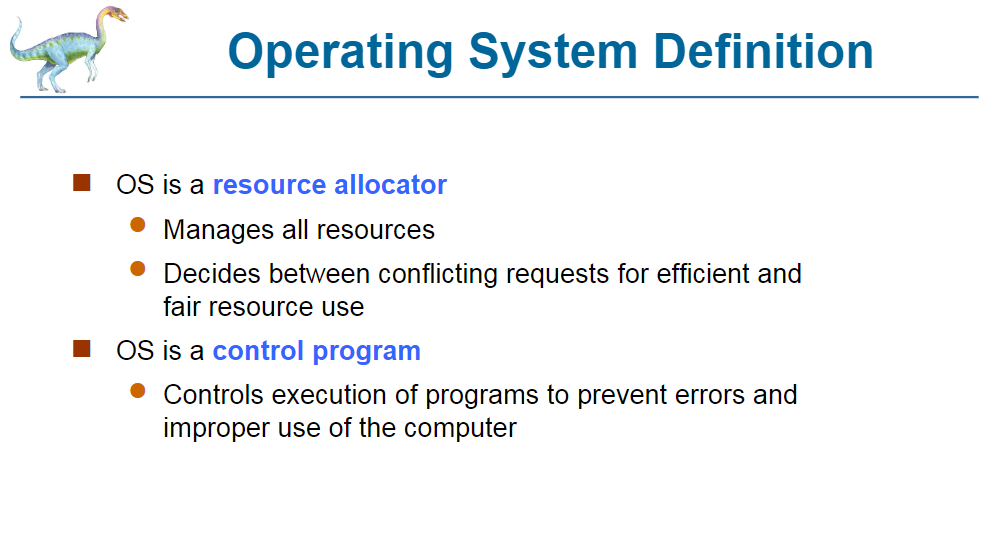 Operating System Definition
OS is a resource allocator
Manages all resources
Decides between conflicting requests for efficient and
fair resource use
OS is a control program
Controls execution of programs to prevent errors and
improper use of the computer